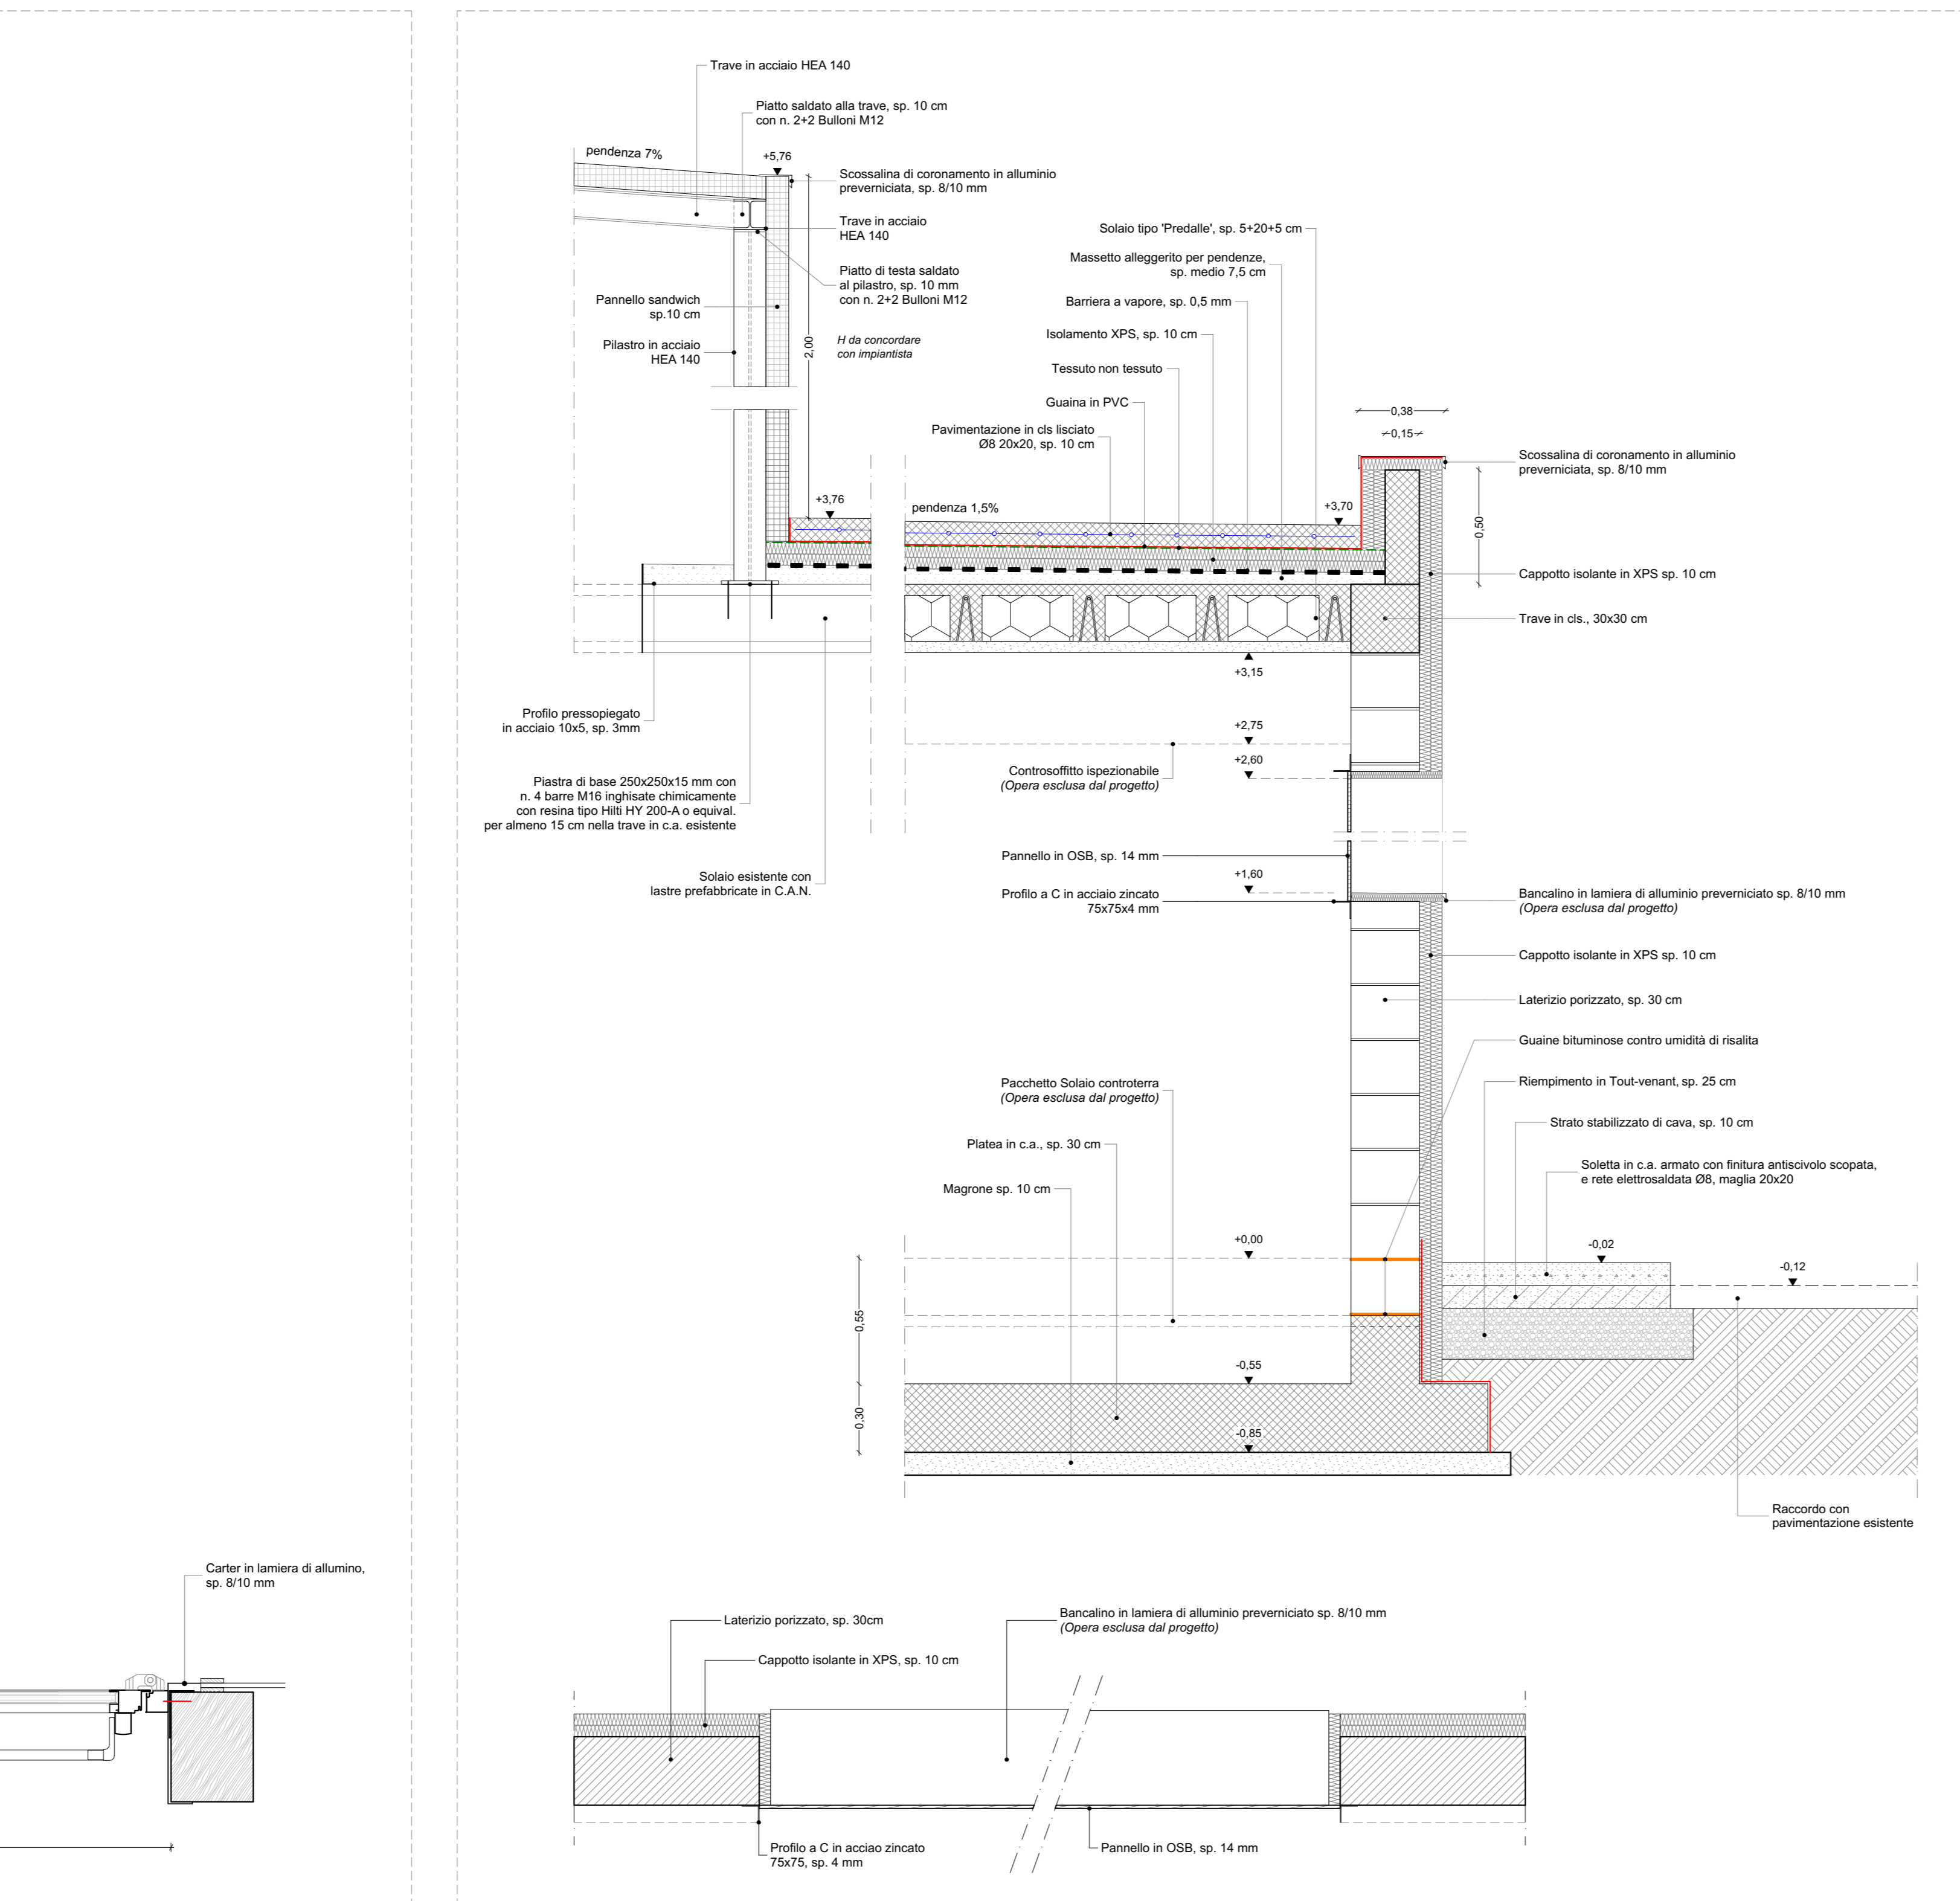 Trave in acciaio HEA 140
Piatto saldato alla trave, sp. 10 cm
con n. 2+2 Bulloni M12
pendenza 7%
+5,76
Scossalina di coronamento in alluminio
preverniciata, sp. 8/10 mm
Trave in acciaio
HEA 140
Piatto di testa saldato
al pilastro, sp. 10 mm
con n. 2+2 Bulloni M12
Pannello sandwich
sp.10 cm
Pilastro in acciaio
HEA 140
2,00
H da concordare
con impiantista
Solaio tipo 'Predalle', sp. 5+20+5 cm
Massetto alleggerito per pendenze,
sp. medio 7,5 cm
Barriera a vapore, sp. 0,5 mm
Isolamento XPS, sp. 10 cm
Tessuto non tessuto
Guaina in PVC
Pavimentazione in cls lisciato
Ø8 20x20, sp. 10 cm
0,38
0,15
Scossalina di coronamento in alluminio
preverniciata, sp. 8/10 mm
+3,76
pendenza 1,5%
+3,70
0,50
Cappotto isolante in XPS sp. 10 cm
Trave in cls., 30x30 cm
+3,15
Profilo pressopiegato
in acciaio 10x5, sp. 3mm
+2,75
+2,60
Controsoffitto ispezionabile
(Opera esclusa dal progetto)
Piastra di base 250x250x15 mm con
n. 4 barre M16 inghisate chimicamente
con resina tipo Hilti HY 200-A o equival.
per almeno 15 cm nella trave in c.a. esistente
Solaio esistente con
lastre prefabbricate in C.A.N.
Pannello in OSB, sp. 14 mm
+1,60
Profilo a C in acciaio zincato
75x75x4 mm
Bancalino in lamiera di alluminio preverniciato sp. 8/10 mm
(Opera esclusa dal progetto)
Cappotto isolante in XPS sp. 10 cm
Laterizio porizzato, sp. 30 cm
Guaine bituminose contro umidità di risalita
Pacchetto Solaio controterra
(Opera esclusa dal progetto)
Riempimento in Tout-venant, sp. 25 cm
Strato stabilizzato di cava, sp. 10 cm
Platea in c.a., sp. 30 cm
Soletta in c.a. armato con finitura antiscivolo scopata,
e rete elettrosaldata Ø8, maglia 20x20
Magrone sp. 10 cm
+0,00
-0,02
-0,12
0,55
-0,55
0,30
-0,85
Raccordo con
pavimentazione esistente
Carter in lamiera di allumino,
sp. 8/10 mm
Laterizio porizzato, sp. 30cm
Bancalino in lamiera di alluminio preverniciato sp. 8/10 mm
(Opera esclusa dal progetto)
Cappotto isolante in XPS, sp. 10 cm
Profilo a C in acciao zincato
75x75, sp. 4 mm
Pannello in OSB, sp. 14 mm